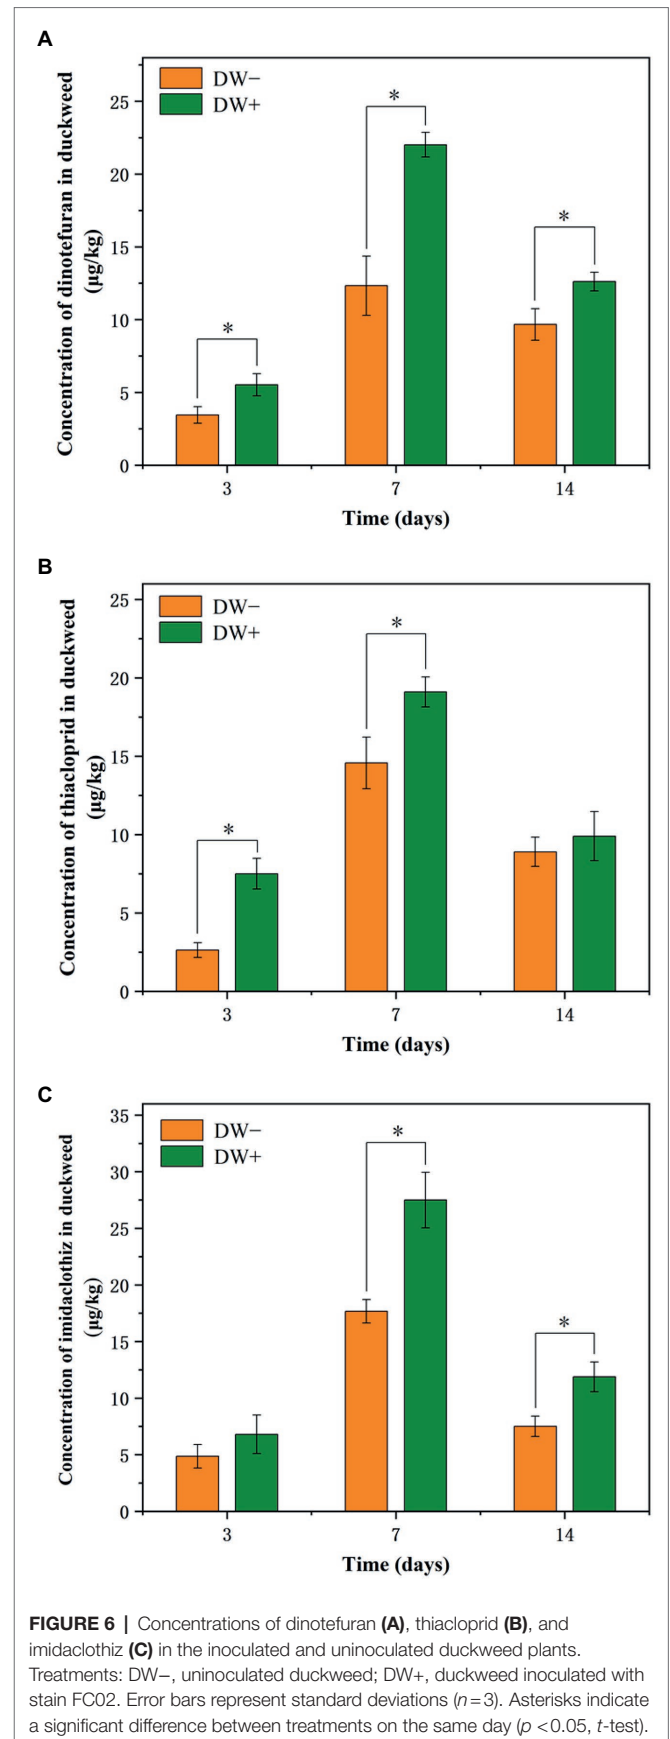 A
Concentration of dinotefuran in duckweed
(μg/kg)
DW−
DW+
25
20
15
10
5
0
*
*
*
3
7
14
Time (days)
B
Concentration of thiacloprid in duckweed
(μg/kg)
DW−
DW+
25
20
15
10
5
0
*
*
3
7
14
Time (days)
C
Concentration of imidaclothiz in duckweed
(μg/kg)
DW−
DW+
35
30
25
20
15
10
5
0
*
*
3
7
14
Time (days)
FIGURE 6 | Concentrations of dinotefuran (A), thiacloprid (B), and
imidaclothiz (C) in the inoculated and uninoculated duckweed plants.
Treatments: DW−, uninoculated duckweed; DW+, duckweed inoculated with
stain FC02. Error bars represent standard deviations (n=3). Asterisks indicate
a significant difference between treatments on the same day (p <0.05, t-test).